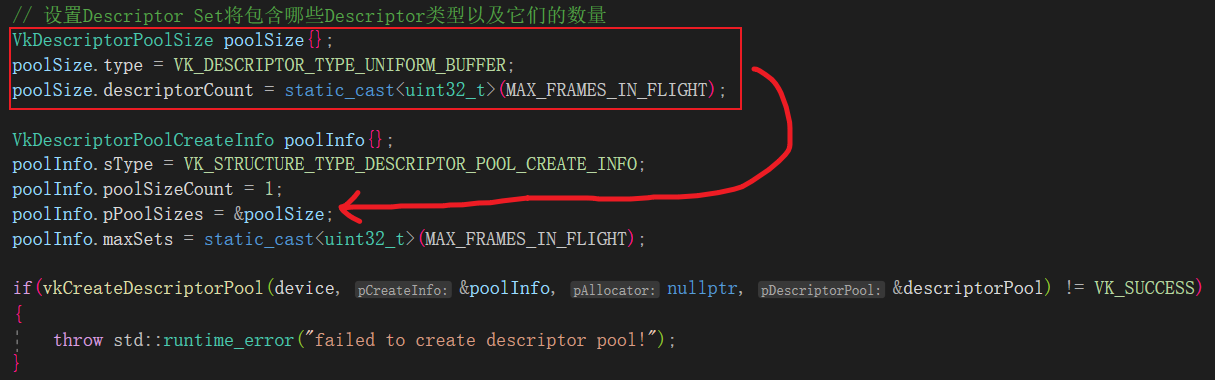 // 设置Descriptor Set将包含哪些Descriptor类型以及它们的数量
VkDescriptorPoolSize poolSize{};
poolSize.type = VK_DESCRIPTOR_TYPE_UNIFORM_BUFFER;
poolSize.descriptorCount = static_cast<uint32_t>(MAX_FRAMES_IN_FLIGHT);
VkDescriptorPoolCreateInfo poolInfo{};
poolInfo.sType = VK_STRUCTURE_TYPE_DESCRIPTOR_POOL_CREATE_INFO;
poolInfo.poolSizeCount = 1;
poolInfo.pPoolSizes = &poolSize;
poolInfo.maxSets = static_cast<uint32_t>(MAX_FRAMES_IN_FLIGHT);
if(vkCreateDescriptorPool(device, pCreateInfo: &poolInfo, pAllocator: nullptr, pDescriptorPool: &descriptorPool) != VK_SUCCESS)
{
    throw std::runtime_error("failed to create descriptor pool!");
}